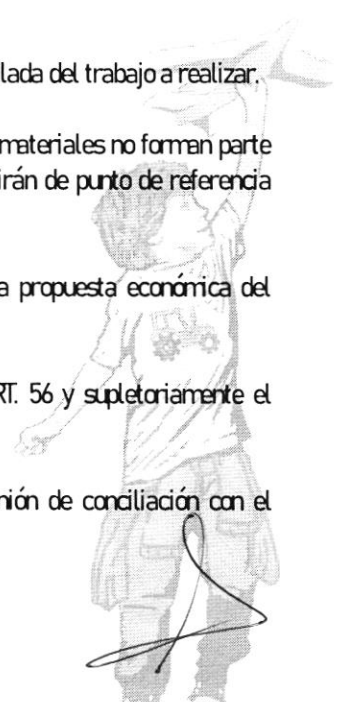 lada del trabajo a realizar.
materiales no forman parte
irán de punto de referencia
a propuesta económica del
RT. 56 y supletoriamente el
nión de conciliación con el